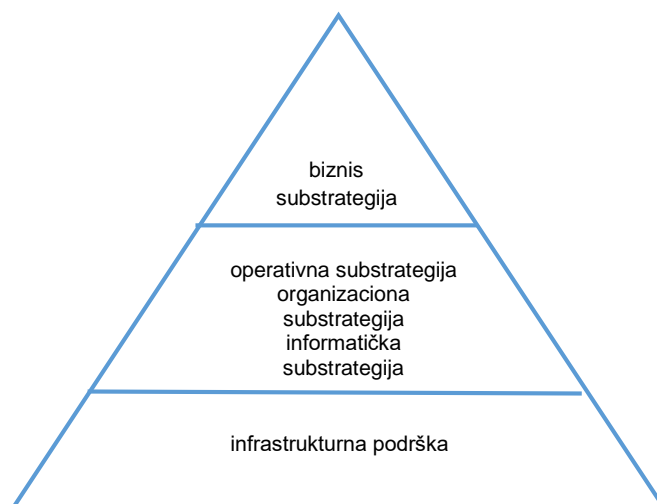 biznis
substrategija
operativna substrategija
organizaciona
substrategija
informatička
substrategija
infrastrukturna podrška